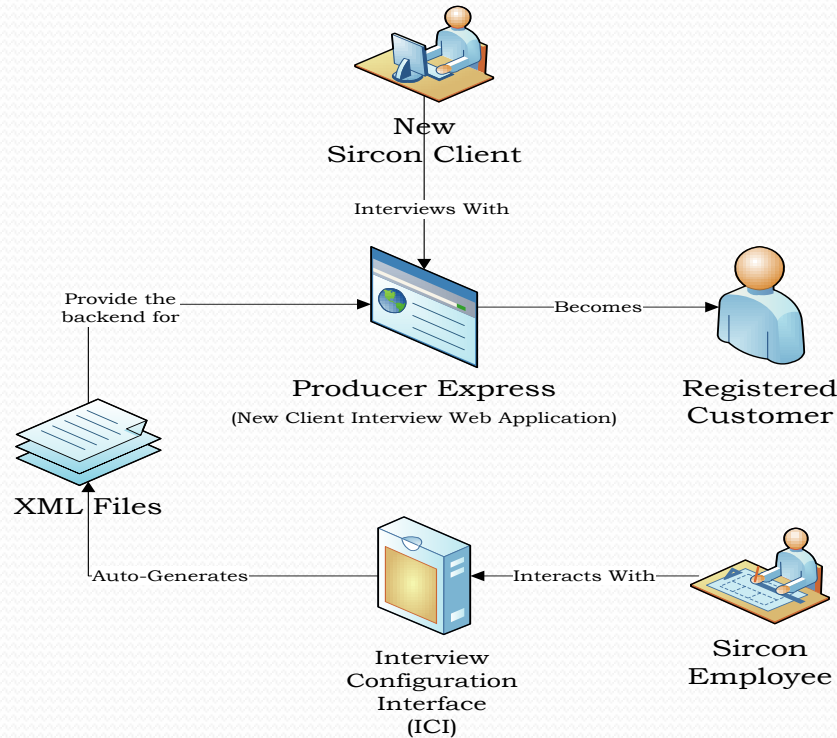 New
Sircon Client
Interviews With
Provide the
backend for
Becomes
Producer Express
(New Client Interview Web Application)
Registered
Customer
XML Files
Auto-Generates
Interacts With
Interview
Configuration
Interface
(ICI)
Sircon
Employee